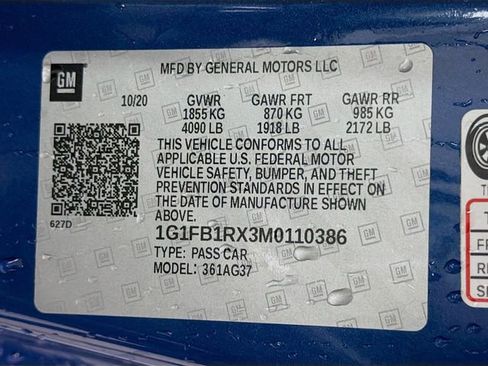 GM
MFD BY GENERAL MOTORS LLC
10/20 GVWR GAWR FRT GAWR RR
1855 KG 870 KG 985 KG
4090 LB 1918 LB 2172 LB
THIS VEHICLE CONFORMS TO ALL
APPLICABLE U.S. FEDERAL MOTOR
VEHICLE SAFETY, BUMPER, AND THEFT
PREVENTION STANDARDS IN EFFECT ON
THE DATE OF MANUFACTURE SHOWN
ABOVE.
627D
1G1FB1RX3M0110386
TYPE: PASS CAR
MODEL: 361AG37